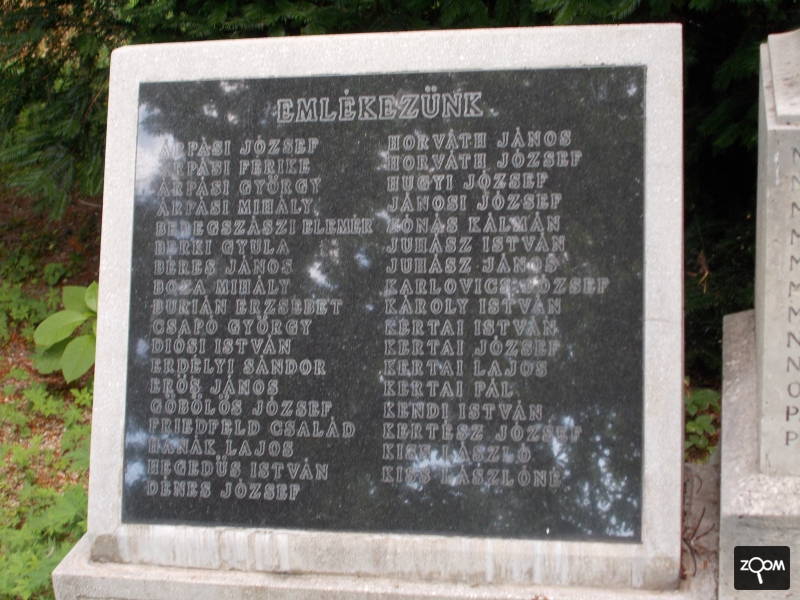 EMLÉKEZÜNK
ÁRPÁSI JÓZSEF
ÁRPÁSI FERIKE
ÁRPÁSI GYÖRGY
ÁRPÁSI MIHÁLY
BEDEGSZÁSZI ELEMÉR
BERKI GYULA
BÉRES JÁNOS
BOZA MIHÁLY
BURIÁN ERZSÉBET
CSAPÓ GYÖRGY
DIÓSI ISTVÁN
ERDÉLYI SÁNDOR
ERŐS JÁNOS
GÖBÖLÖS JÓZSEF
FRIEDFELD CSALÁD
HANÁK LAJOS
HEGEDŰS ISTVÁN
DÉNES JÓZSEF
HORVÁTH JÁNOS
HORVÁTH JÓZSEF
HUGYI JÓZSEF
JÁNOSI JÓZSEF
JÓNÁS KÁLMÁN
JUHÁSZ ISTVÁN
JUHÁSZ JÁNOS
KARLOVICS JÓZSEF
KÁROLY ISTVÁN
KERTAI ISTVÁN
KERTAI JÓZSEF
KERTAI LAJOS
KERTAI PÁL
KENDI ISTVÁN
KERTÉSZ JÓZSEF
KISS LÁSZLÓ
KISS LÁSZLÓNÉ
N
N
N
N
M
M
M
M
M
N
N
O
P
P
ZOOM